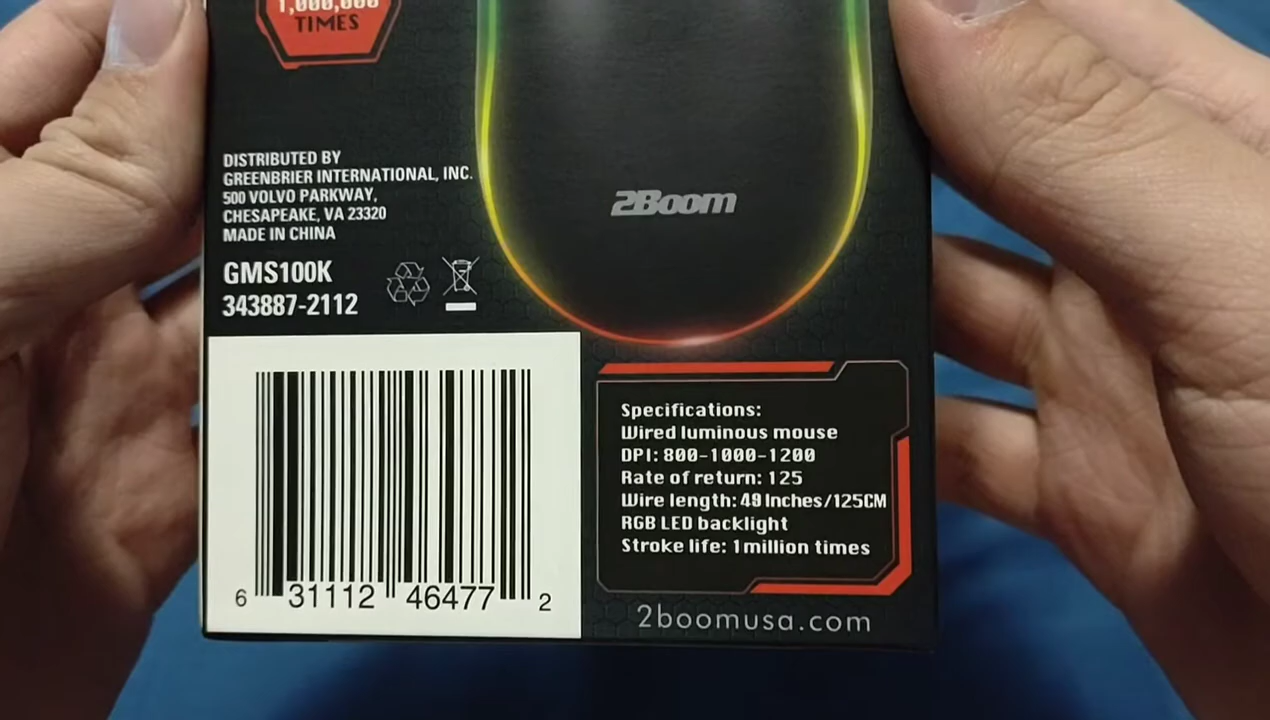 1,000,000
TIMES
DISTRIBUTED BY
GREENBRIER INTERNATIONAL, INC.
500 VOLVO PARKWAY,
CHESAPEAKE, VA 23320
MADE IN CHINA
GMS100K
343887-2112
2Boom
6 31112 46477 2
Specifications:
Wired luminous mouse
DPI: 800-1000-1200
Rate of return: 125
Wire length: 49 Inches/125CM
RGB LED backlight
Stroke life: 1 million times
2boomusa.com